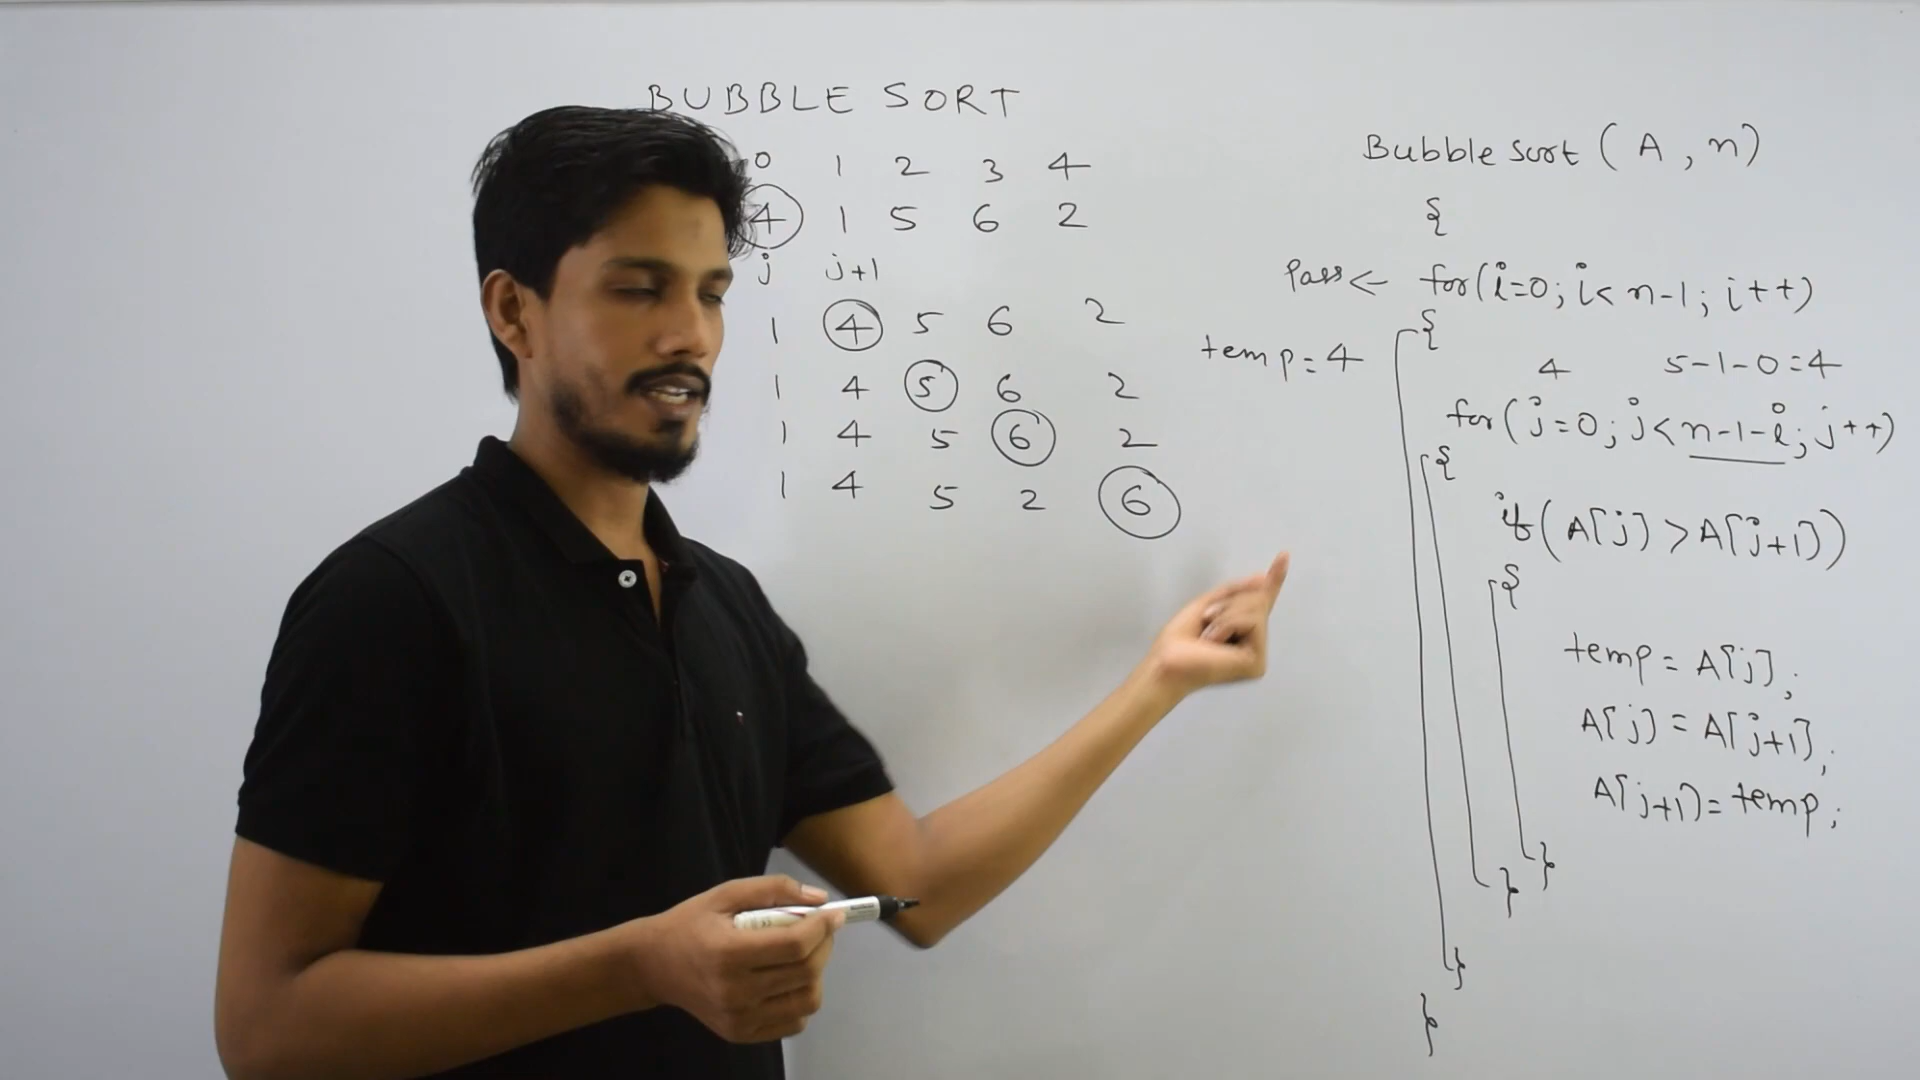 BUBBLE SORT
0 1 2 3 4
4 1 5 6 2
j j+1
1 4 5 6 2
1 4 5 6 2
1 4 5 6 2
1 4 5 2 6
Bubble sort ( A , n )
{
Pass ← for(i=0; i< n-1; i++)
{
temp=4
4 5-1-0=4
for(j=0; j<n-1-i; j++)
{
if(A[j] > A[j+1])
{
temp = A[j];
A[j] = A[j+1];
A[j+1] = temp;
}
}
}
}